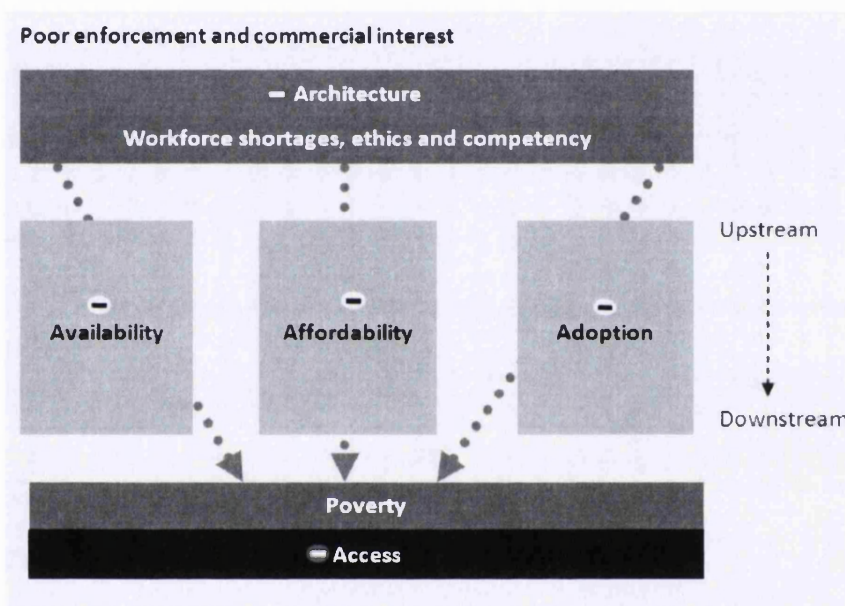 Poor enforcement and commercial interest
– Architecture
Workforce shortages, ethics and competency
Upstream
–
Availability
–
Affordability
–
Adoption
Downstream
Poverty
– Access